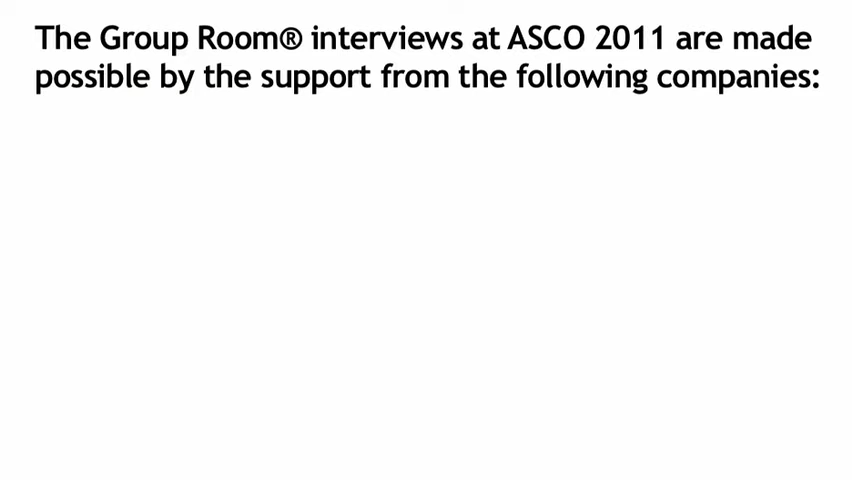 The Group Room® interviews at ASCO 2011 are made
possible by the support from the following companies: